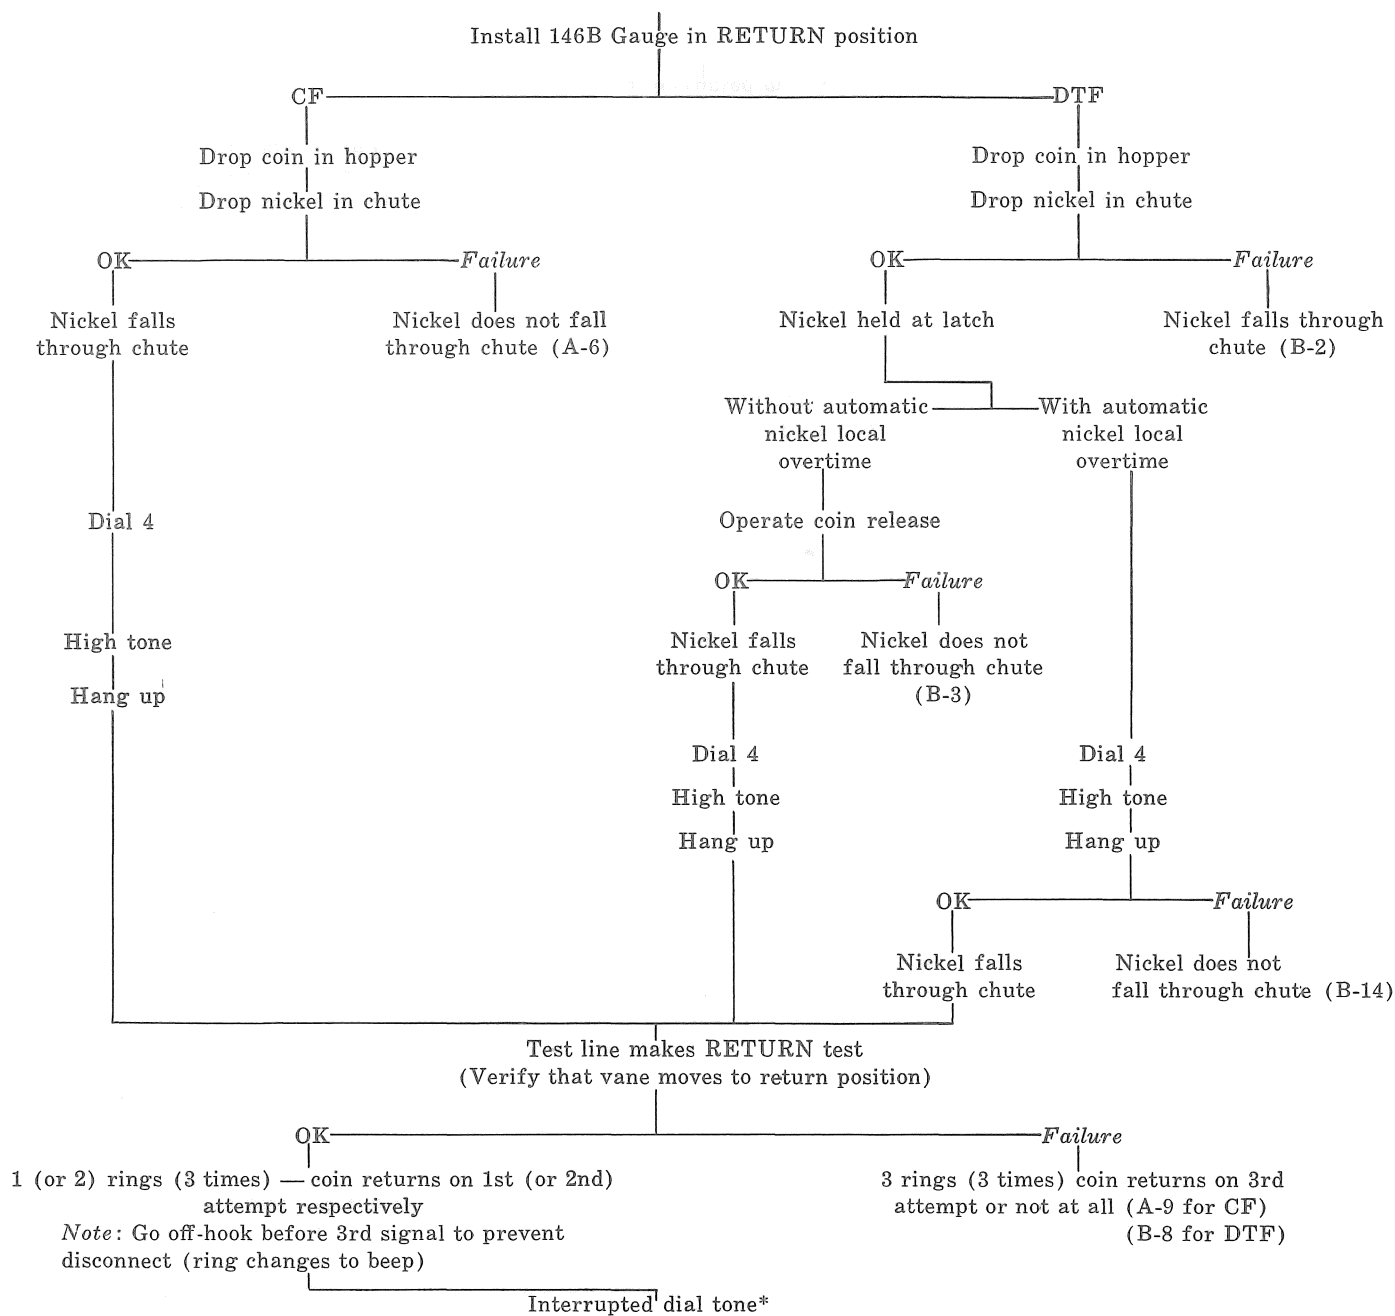 Install 146B Gauge in RETURN position
CF
DTF
Drop coin in hopper
Drop nickel in chute
Drop coin in hopper
Drop nickel in chute
OK
Failure
OK
Failure
Nickel falls
through chute
Nickel does not fall
through chute (A-6)
Nickel held at latch
Nickel falls through
chute (B-2)
Without automatic
nickel local
overtime
With automatic
nickel local
overtime
Dial 4
Operate coin release
OK
Failure
High tone
Hang up
Nickel falls
through chute
Nickel does not
fall through chute
(B-3)
Dial 4
High tone
Hang up
Dial 4
High tone
Hang up
OK
Failure
Nickel falls
through chute
Nickel does not
fall through chute (B-14)
Test line makes RETURN test
(Verify that vane moves to return position)
OK
Failure
1 (or 2) rings (3 times) — coin returns on 1st (or 2nd)
attempt respectively
Note: Go off-hook before 3rd signal to prevent
disconnect (ring changes to beep)
3 rings (3 times) coin returns on 3rd
attempt or not at all (A-9 for CF)
(B-8 for DTF)
Interrupted dial tone*